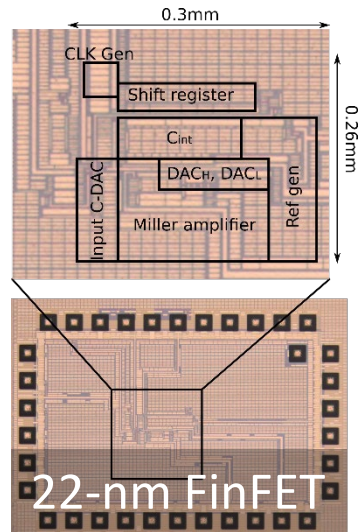 0.3mm
CLK Gen
Shift register
0.26mm
Cint
DACH, DACL
Input C-DAC
Miller amplifier
Ref gen
22-nm FinFET